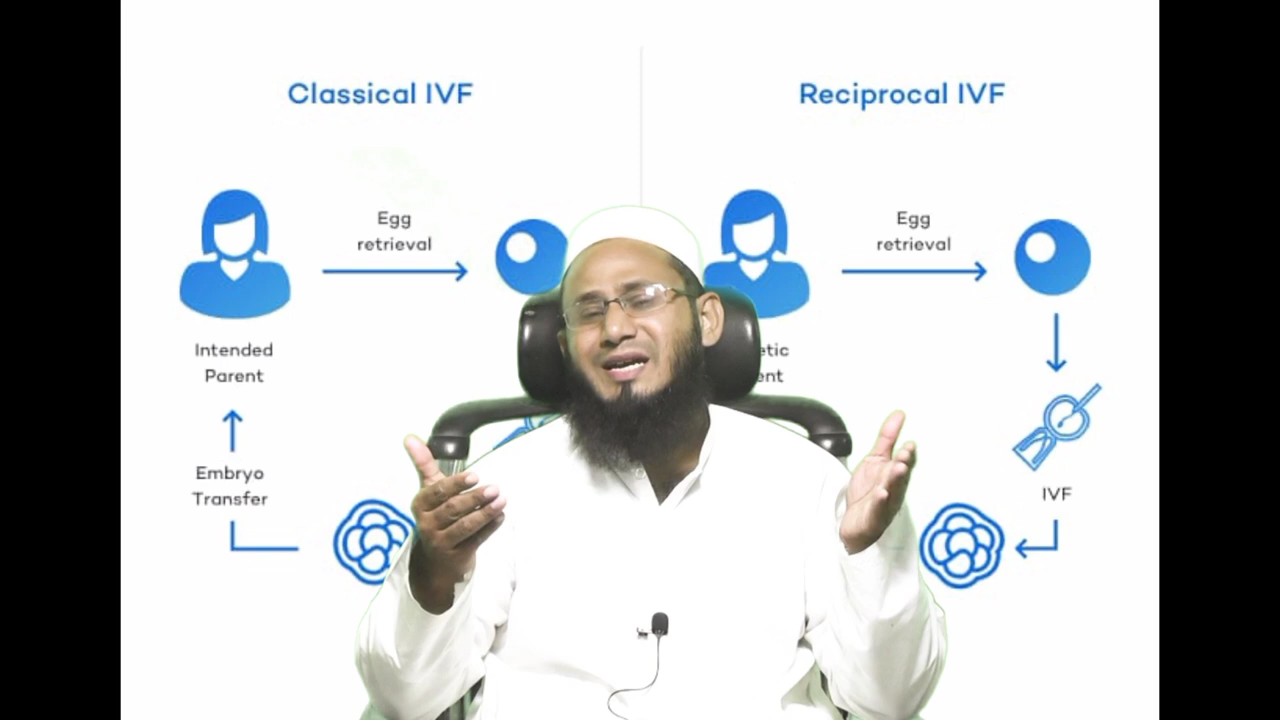 Classical IVF
Egg
retrieval
Intended
Parent
Embryo
Transfer
Reciprocal IVF
Egg
retrieval
IVF